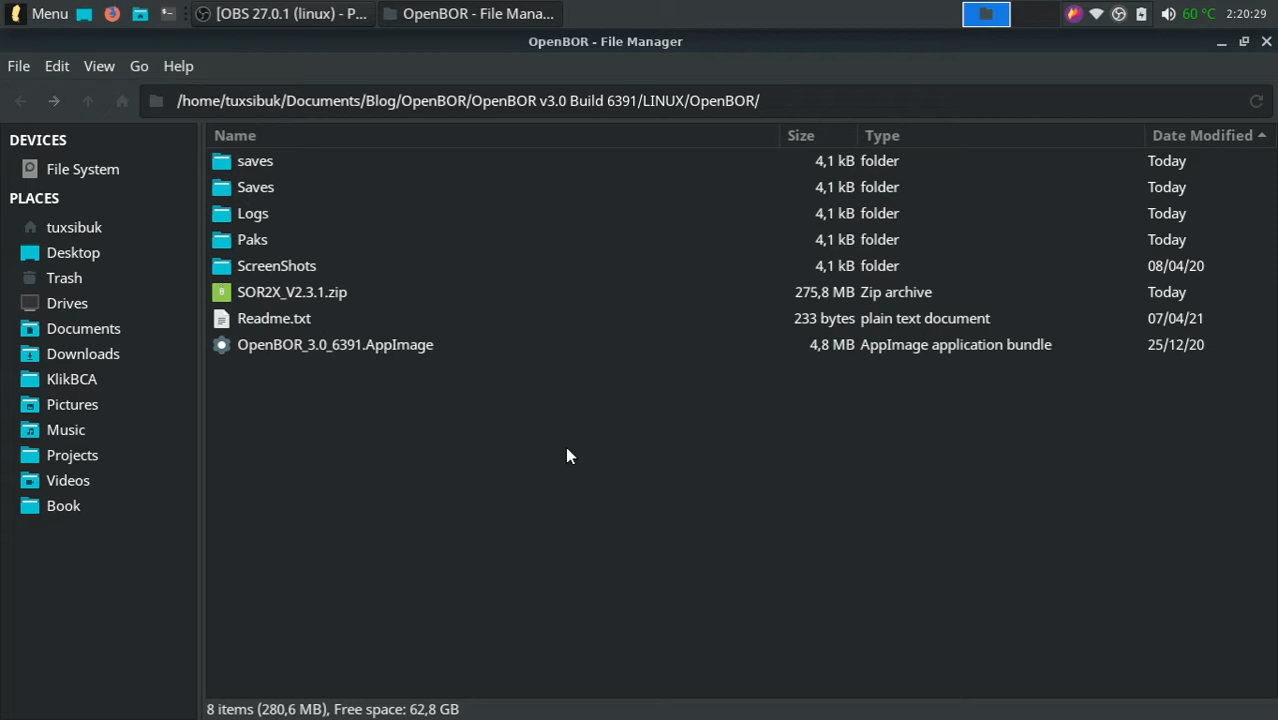 Menu [OBS 27.0.1 (linux) - P... OpenBOR - File Mana... 60 °C 2:20:29
OpenBOR - File Manager
File Edit View Go Help
/home/tuxsibuk/Documents/Blog/OpenBOR/OpenBOR v3.0 Build 6391/LINUX/OpenBOR/
DEVICES
File System
PLACES
tuxsibuk
Desktop
Trash
Drives
Documents
Downloads
KlikBCA
Pictures
Music
Projects
Videos
Book
Name Size Type Date Modified
saves 4,1 kB folder Today
Saves 4,1 kB folder Today
Logs 4,1 kB folder Today
Paks 4,1 kB folder Today
ScreenShots 4,1 kB folder 08/04/20
SOR2X_V2.3.1.zip 275,8 MB Zip archive Today
Readme.txt 233 bytes plain text document 07/04/21
OpenBOR_3.0_6391.AppImage 4,8 MB AppImage application bundle 25/12/20
8 items (280,6 MB), Free space: 62,8 GB